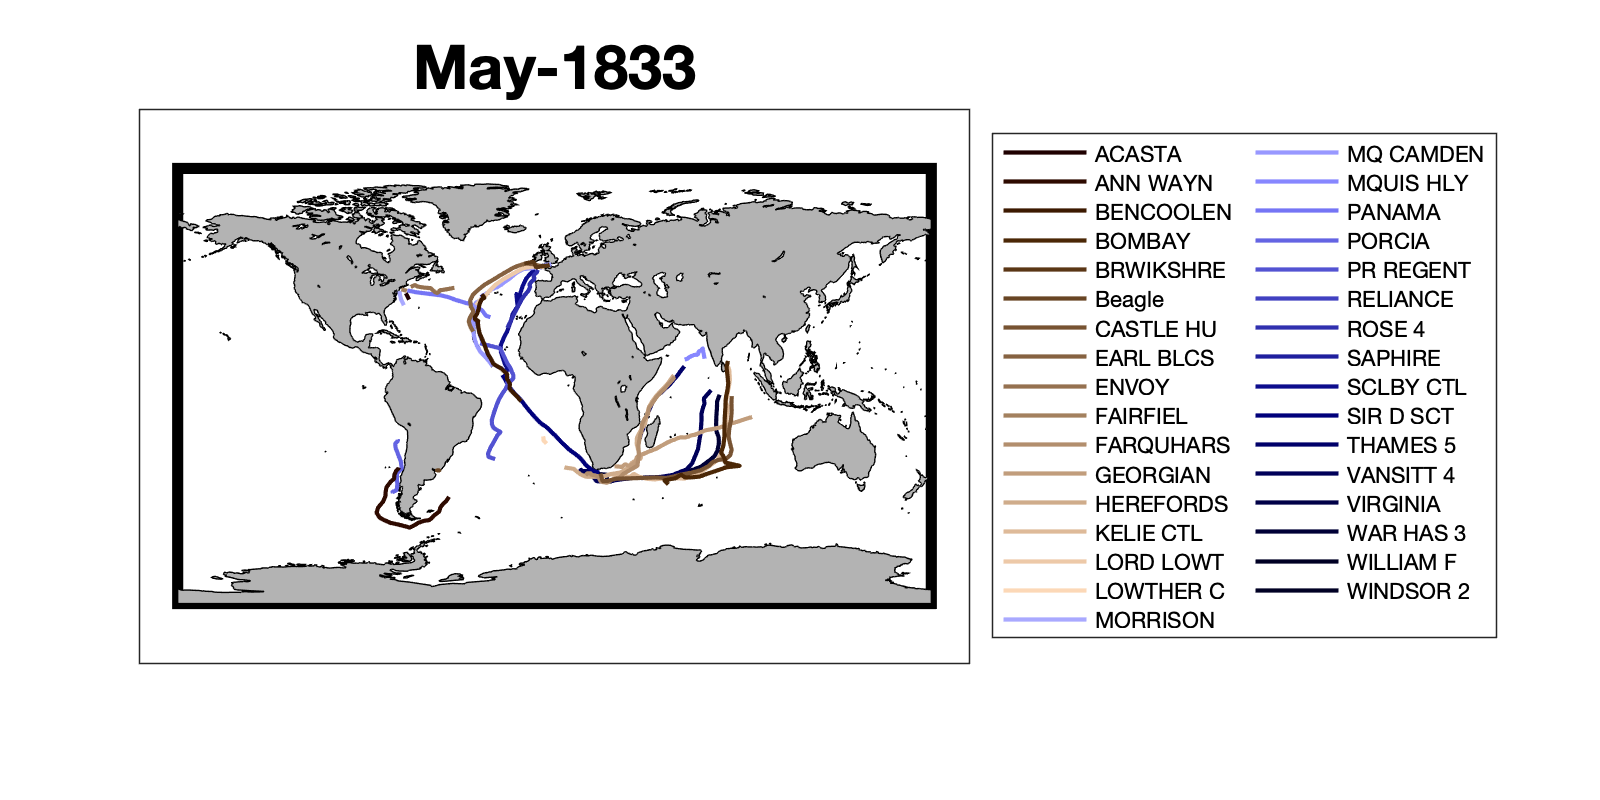 May-1833
ACASTA
ANN WAYN
BENCOOLEN
BOMBAY
BRWIKSHRE
Beagle
CASTLE HU
EARL BLCS
ENVOY
FAIRFIEL
FARQUHARS
GEORGIAN
HEREFORDS
KELIE CTL
LORD LOWT
LOWTHER C
MORRISON
MQ CAMDEN
MQUIS HLY
PANAMA
PORCIA
PR REGENT
RELIANCE
ROSE 4
SAPHIRE
SCLBY CTL
SIR D SCT
THAMES 5
VANSITT 4
VIRGINIA
WAR HAS 3
WILLIAM F
WINDSOR 2